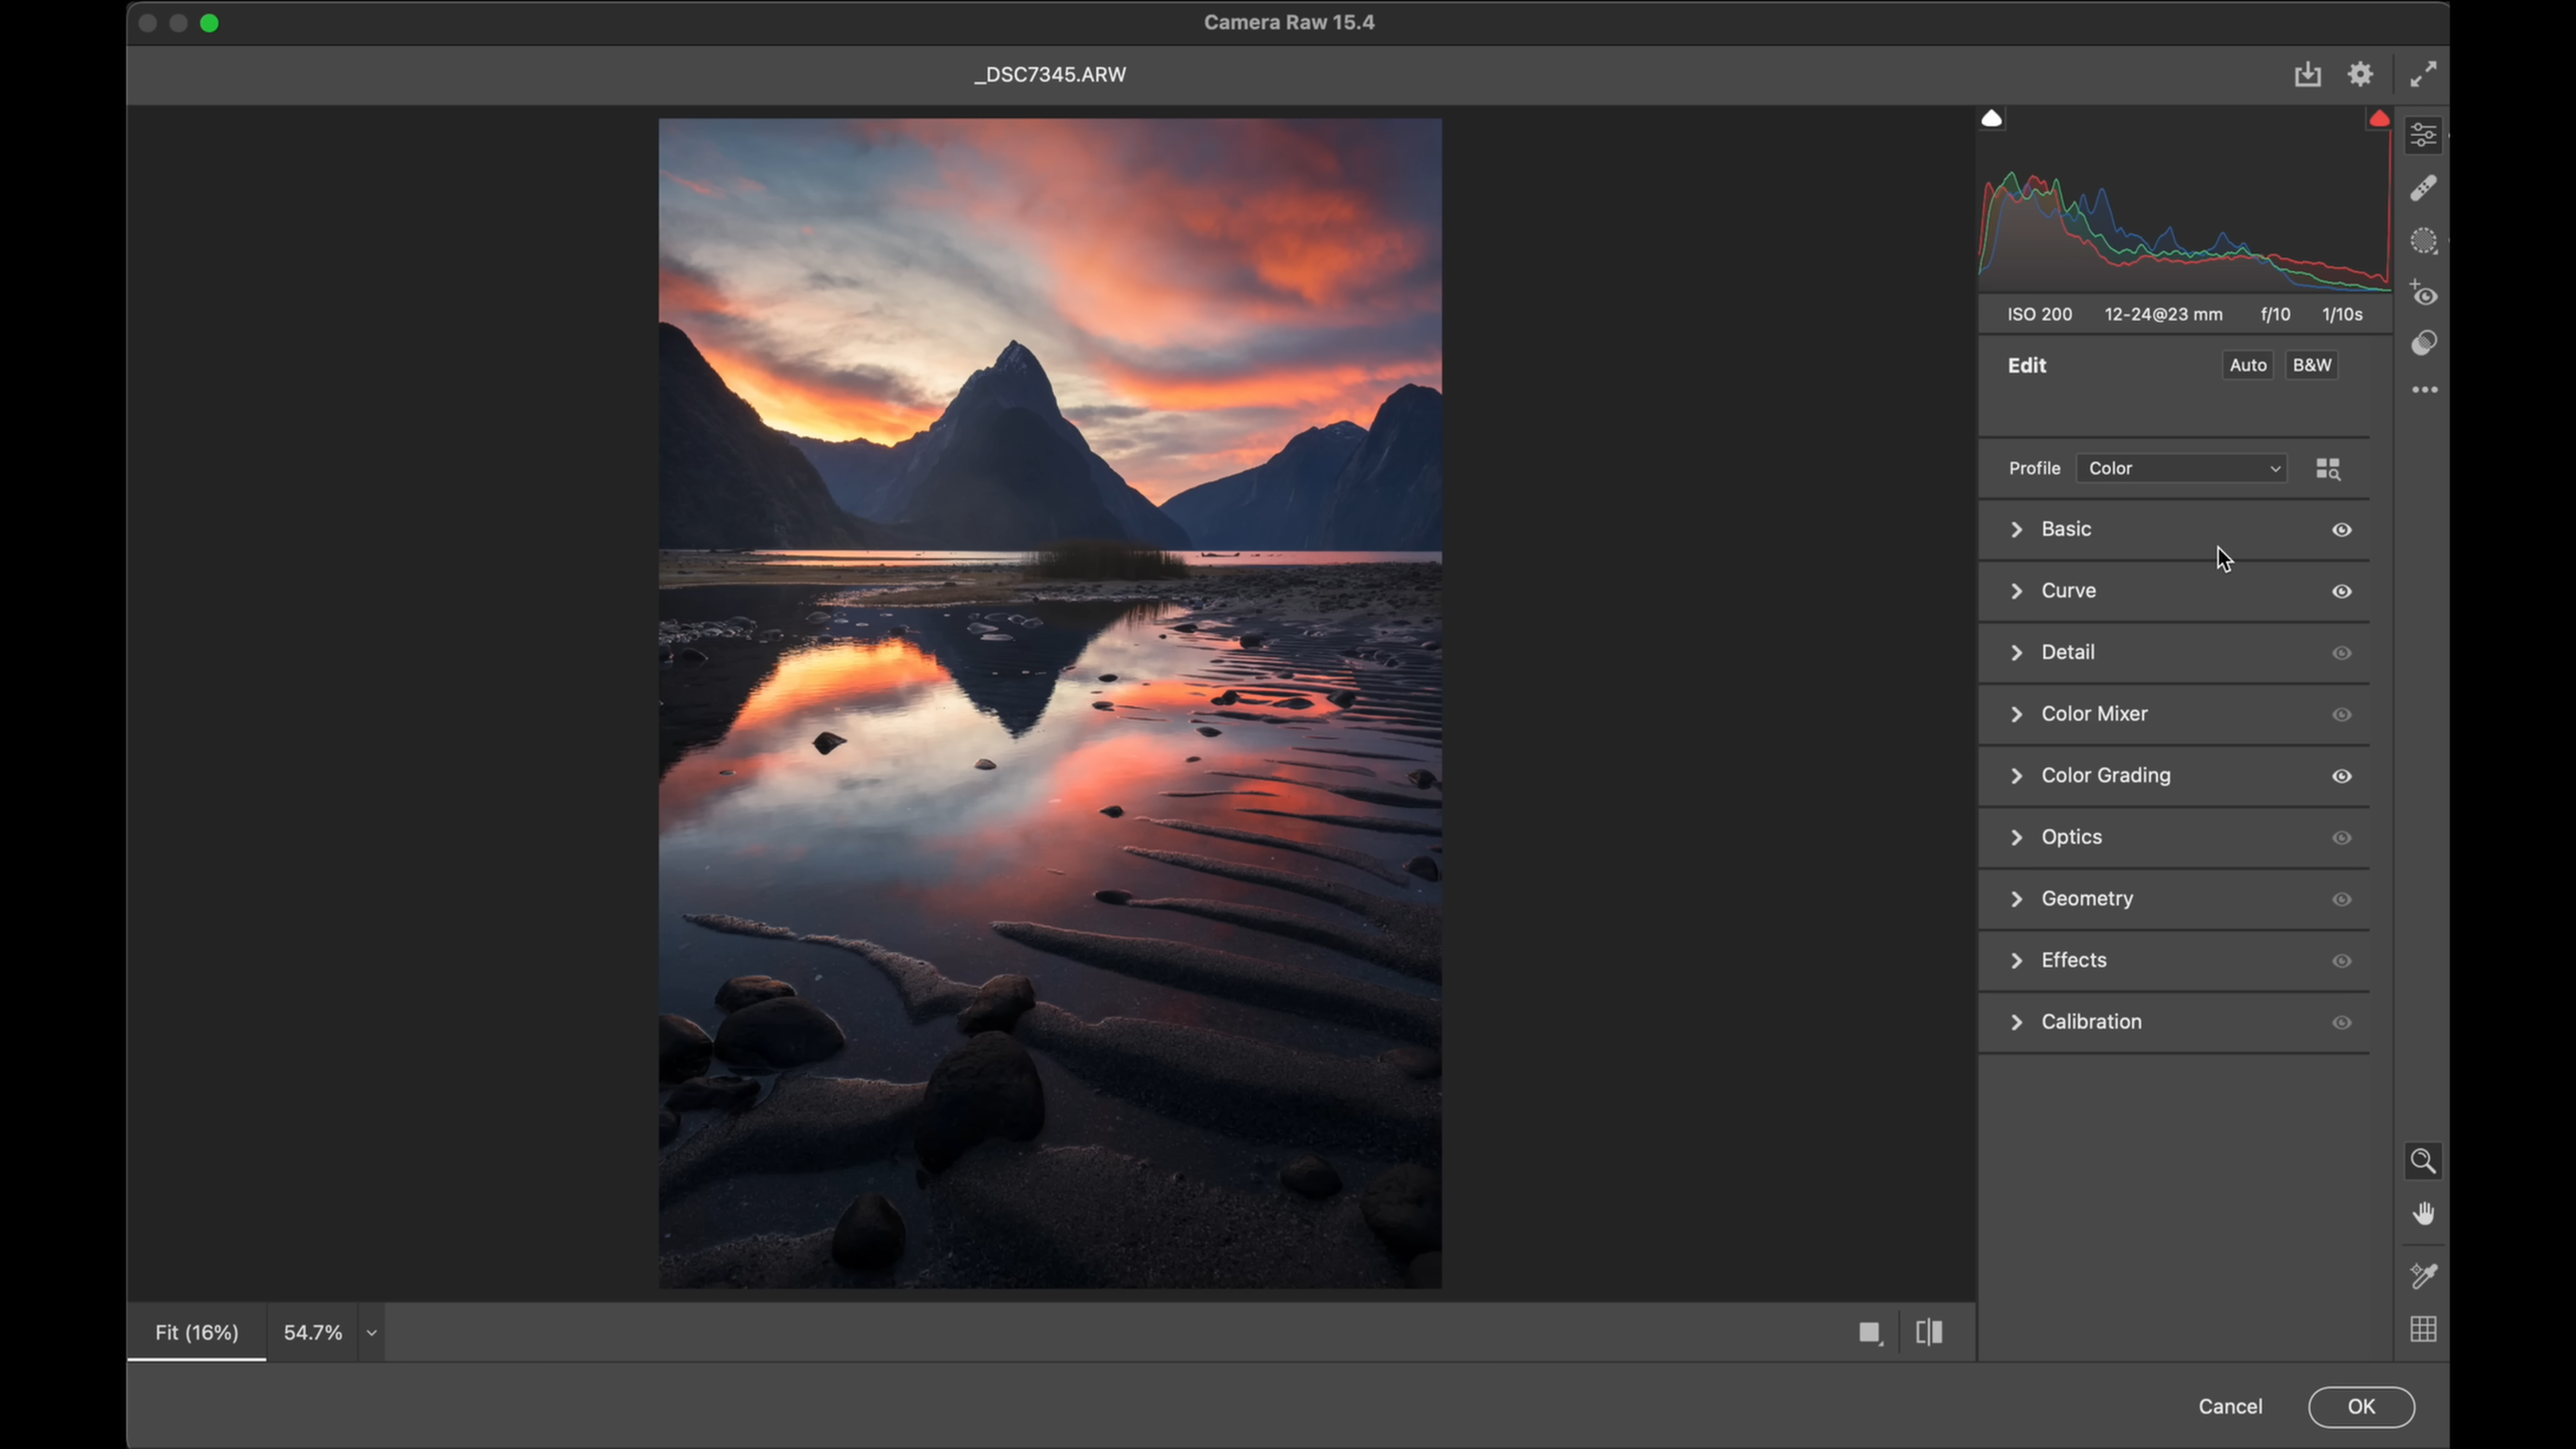 Camera Raw 15.4
_DSC7345.ARW
ISO 200 12-24@23 mm f/10 1/10s
Edit Auto B&W
Profile Color
Basic
Curve
Detail
Color Mixer
Color Grading
Optics
Geometry
Effects
Calibration
Fit (16%) 54.7%
Cancel OK